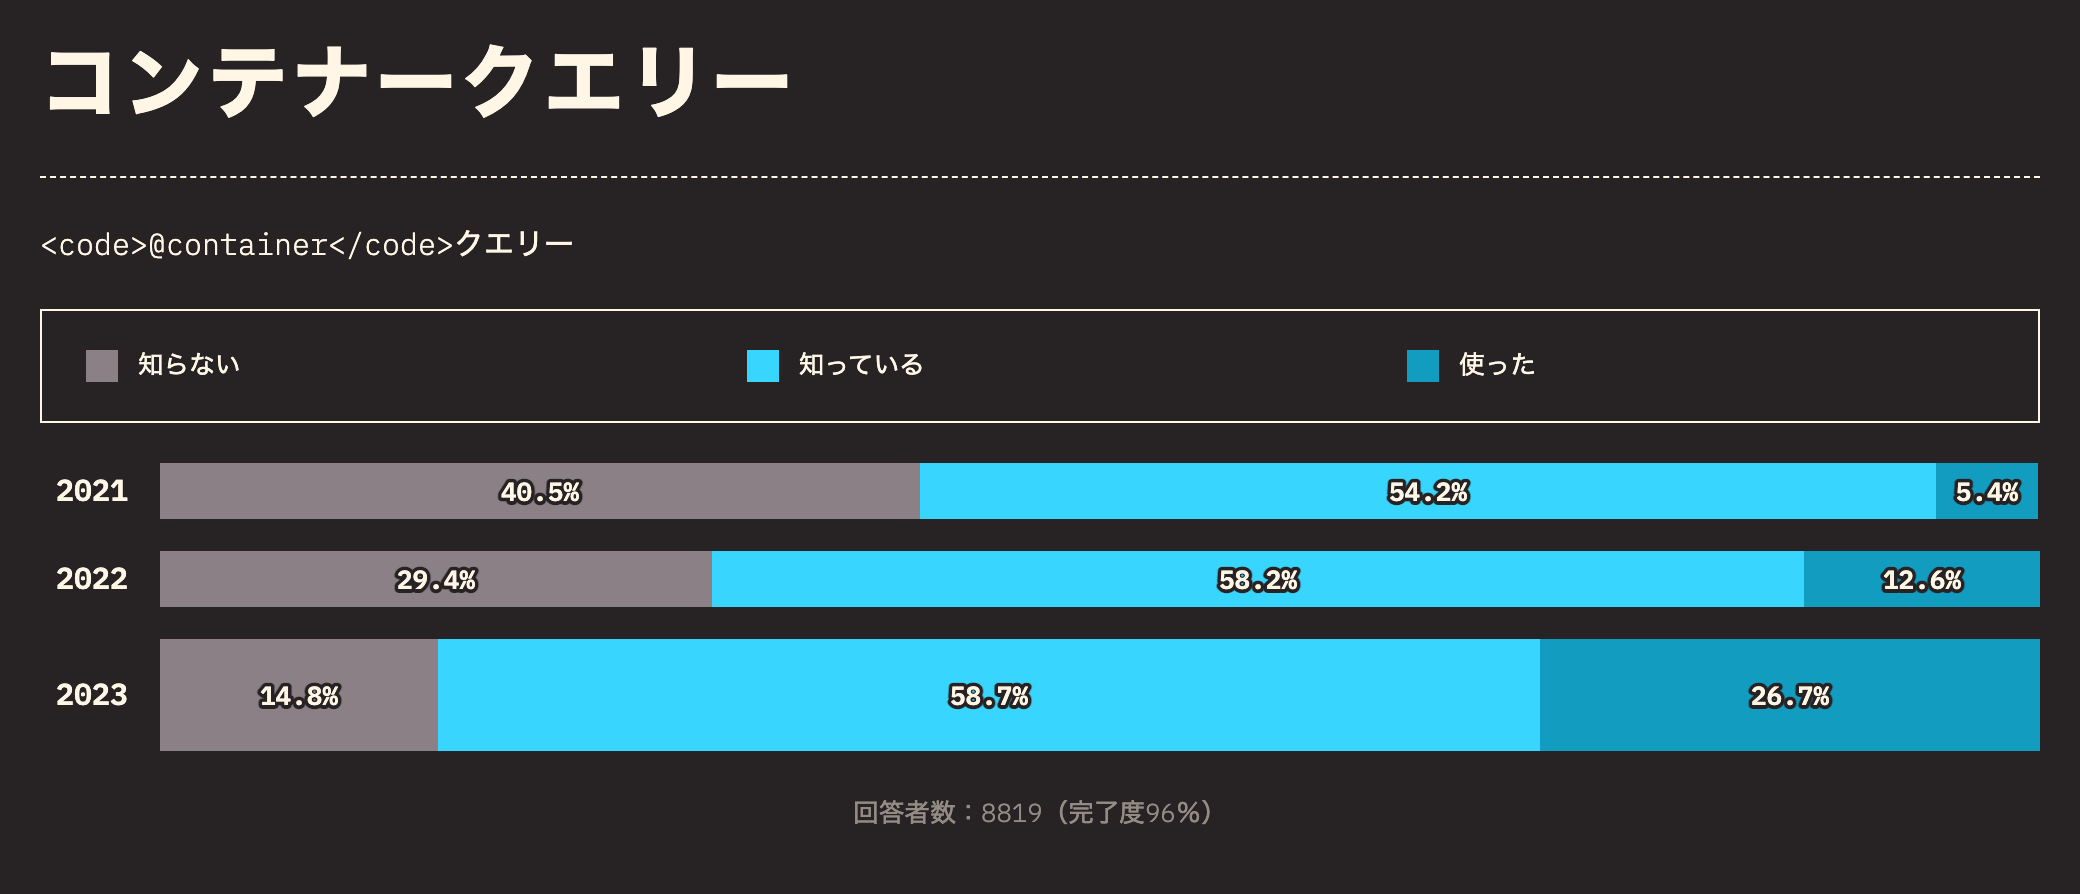 コンテナークエリー
<code>@container</code>クエリー
知らない 知っている 使った
2021 40.5% 54.2% 5.4%
2022 29.4% 58.2% 12.6%
2023 14.8% 58.7% 26.7%
回答者数：8819（完了度96%）